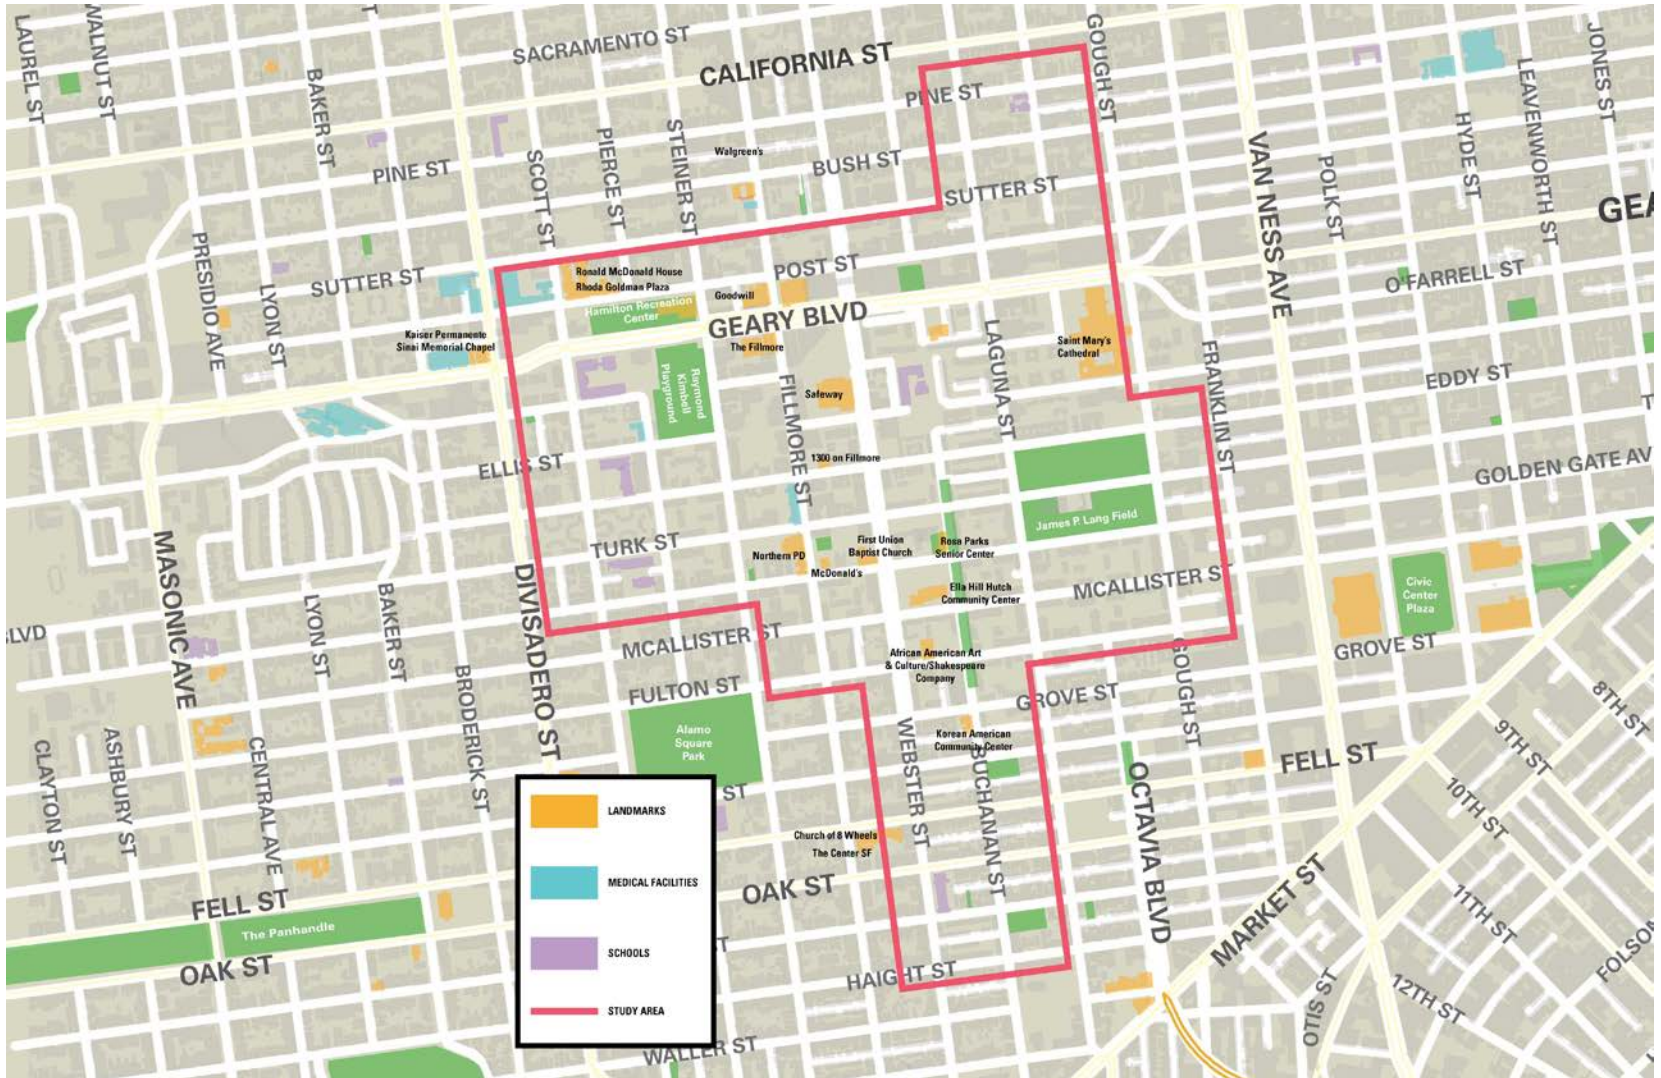 LAUREL ST
WALNUT ST
BAKER ST
SACRAMENTO ST
CALIFORNIA ST
GOUGH ST
JONES ST
PINE ST
LEAVENWORTH ST
HYDE ST
PINE ST
SCOTT ST
PIERCE ST
STEINER ST
Walgreen's
BUSH ST
SUTTER ST
VAN NESS AVE
POLK ST
GEA
PRESIDIO AVE
LYON ST
SUTTER ST
Ronald McDonald House
Rhoda Goldman Plaza
POST ST
O'FARRELL ST
Hamilton Recreation
Center
Goodwill
GEARY BLVD
The Fillmore
Kaiser Permanente
Sinai Memorial Chapel
LAGUNA ST
Saint Mary's
Cathedral
FRANKLIN ST
EDDY ST
Raymond
Kimbell
Playground
FILLMORE ST
Safeway
ELLIS ST
1300 on Fillmore
GOLDEN GATE AV
James P. Lang Field
MASONIC AVE
TURK ST
Northern PD
McDonald's
First Union
Baptist Church
Rosa Parks
Senior Center
Ella Hill Hutch
Community Center
MCALLISTER ST
Civic
Center
Plaza
DIVISADERO ST
LYON ST
BAKER ST
BLVD
MCALLISTER ST
African American Art
& Culture/Shakespeare
Company
GROVE ST
FULTON ST
GROVE ST
GOUGH ST
8TH ST
BRODERICK ST
Alamo
Square
Park
Korean American
Community Center
9TH ST
CLAYTON ST
ASHBURY ST
CENTRAL AVE
WEBSTER ST
BUCHANAN ST
FELL ST
OCTAVIA BLVD
10TH ST
ST
LANDMARKS
Church of 8 Wheels
The Center SF
MEDICAL FACILITIES
OAK ST
MARKET ST
11TH ST
FELL ST
The Panhandle
SCHOOLS
FOLSOM
OAK ST
HAIGHT ST
12TH ST
OTIS ST
STUDY AREA
WALLER ST